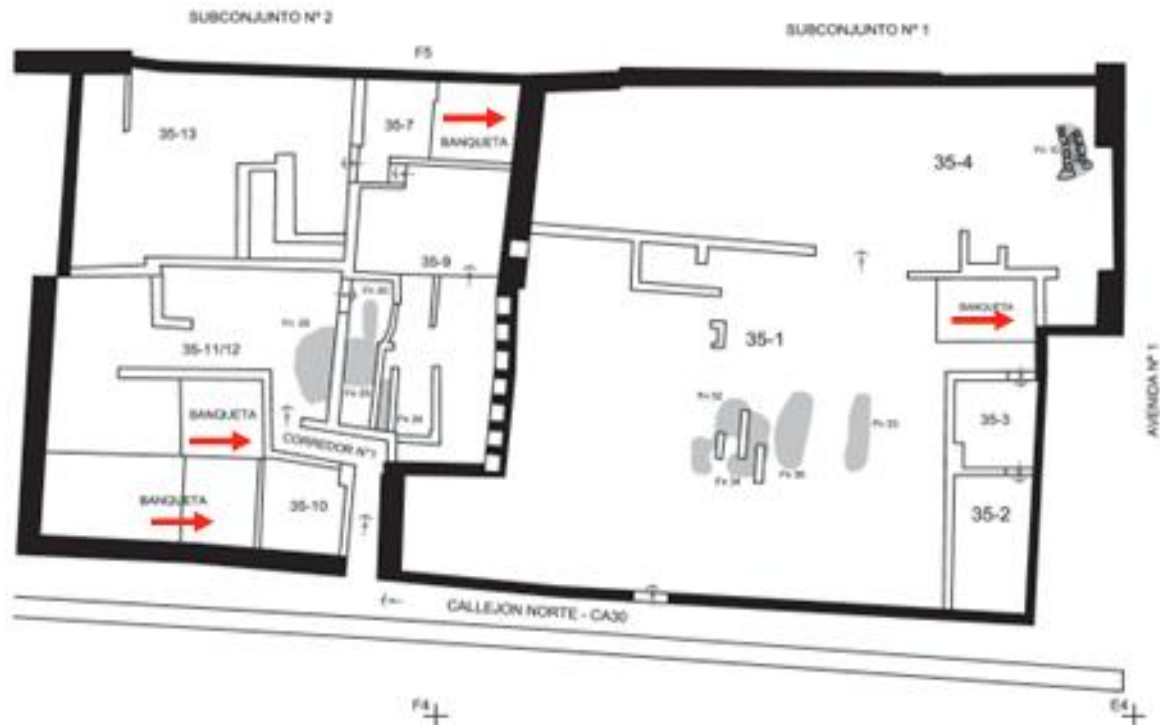 SUBCONJUNTO Nº 2
SUBCONJUNTO Nº 1
F5
35-13
35-7
BANQUETA
35-4
35-9
BANQUETA
35-1
35-11/12
35-3
BANQUETA
CORREDOR Nº1
35-2
BANQUETA
35-10
AVENIDA Nº 1
CALLEJON NORTE - CA30
F4
E4